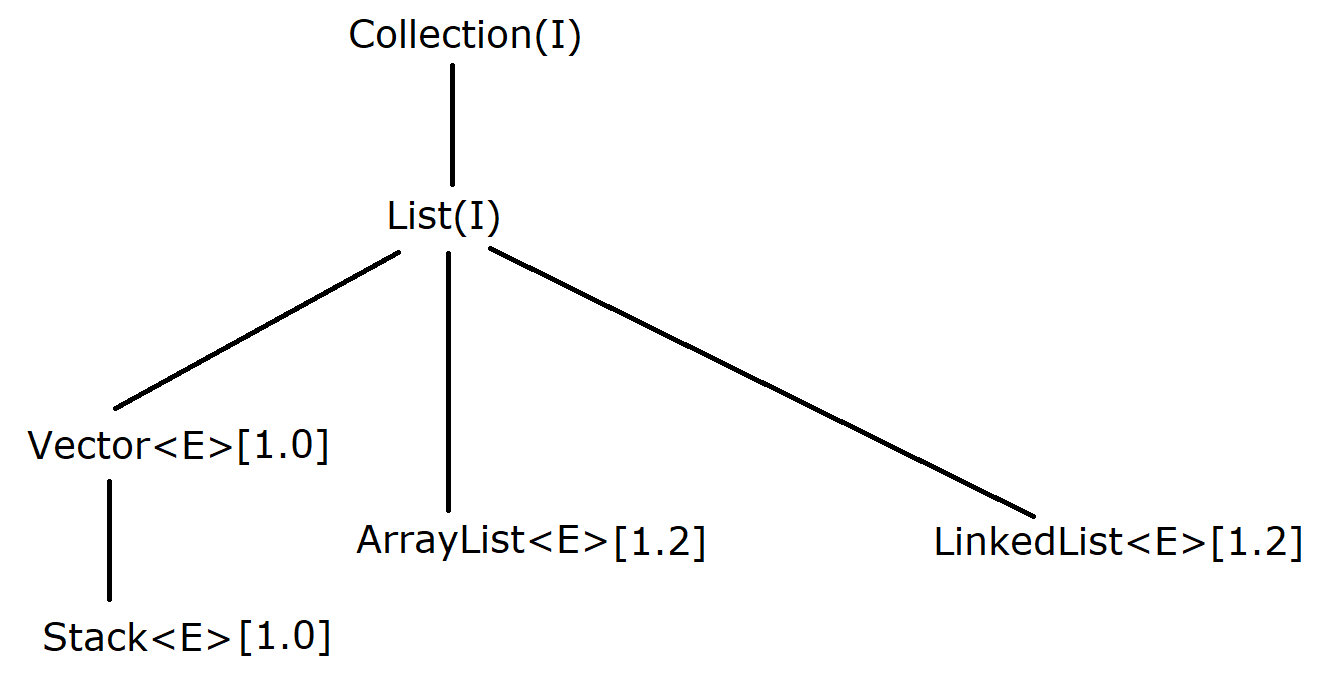 Collection(I)
List(I)
Vector<E>[1.0]
ArrayList<E>[1.2]
LinkedList<E>[1.2]
Stack<E>[1.0]